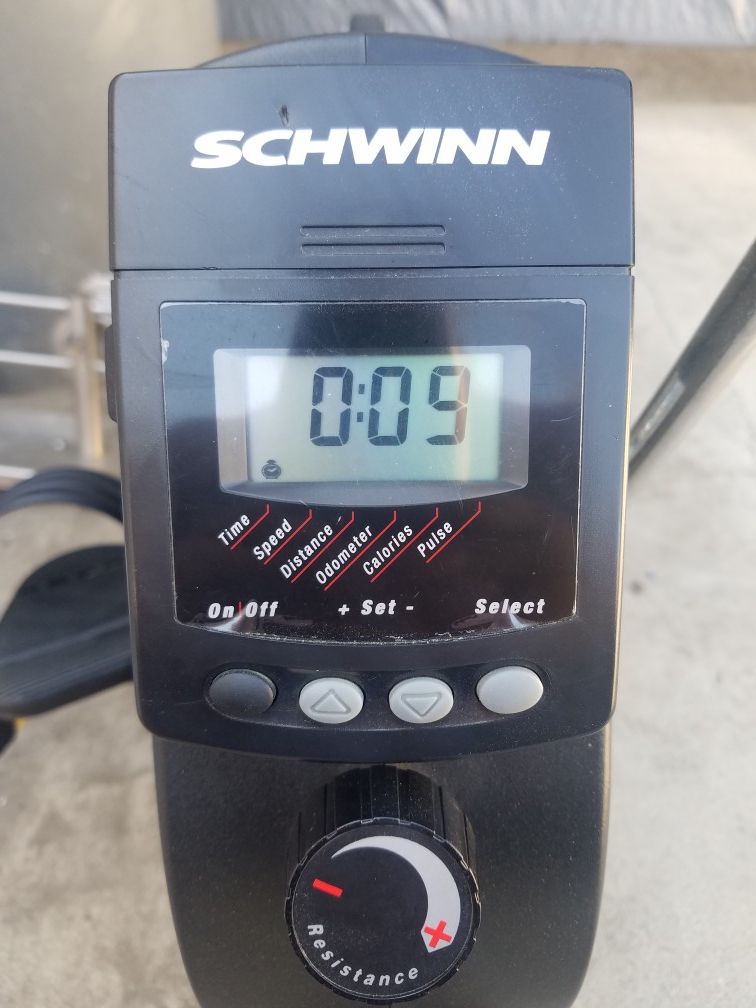 SCHWINN
0:09
Time
Speed
Distance
Odometer
Calories
Pulse
On/Off + Set - Select
- +
Resistance